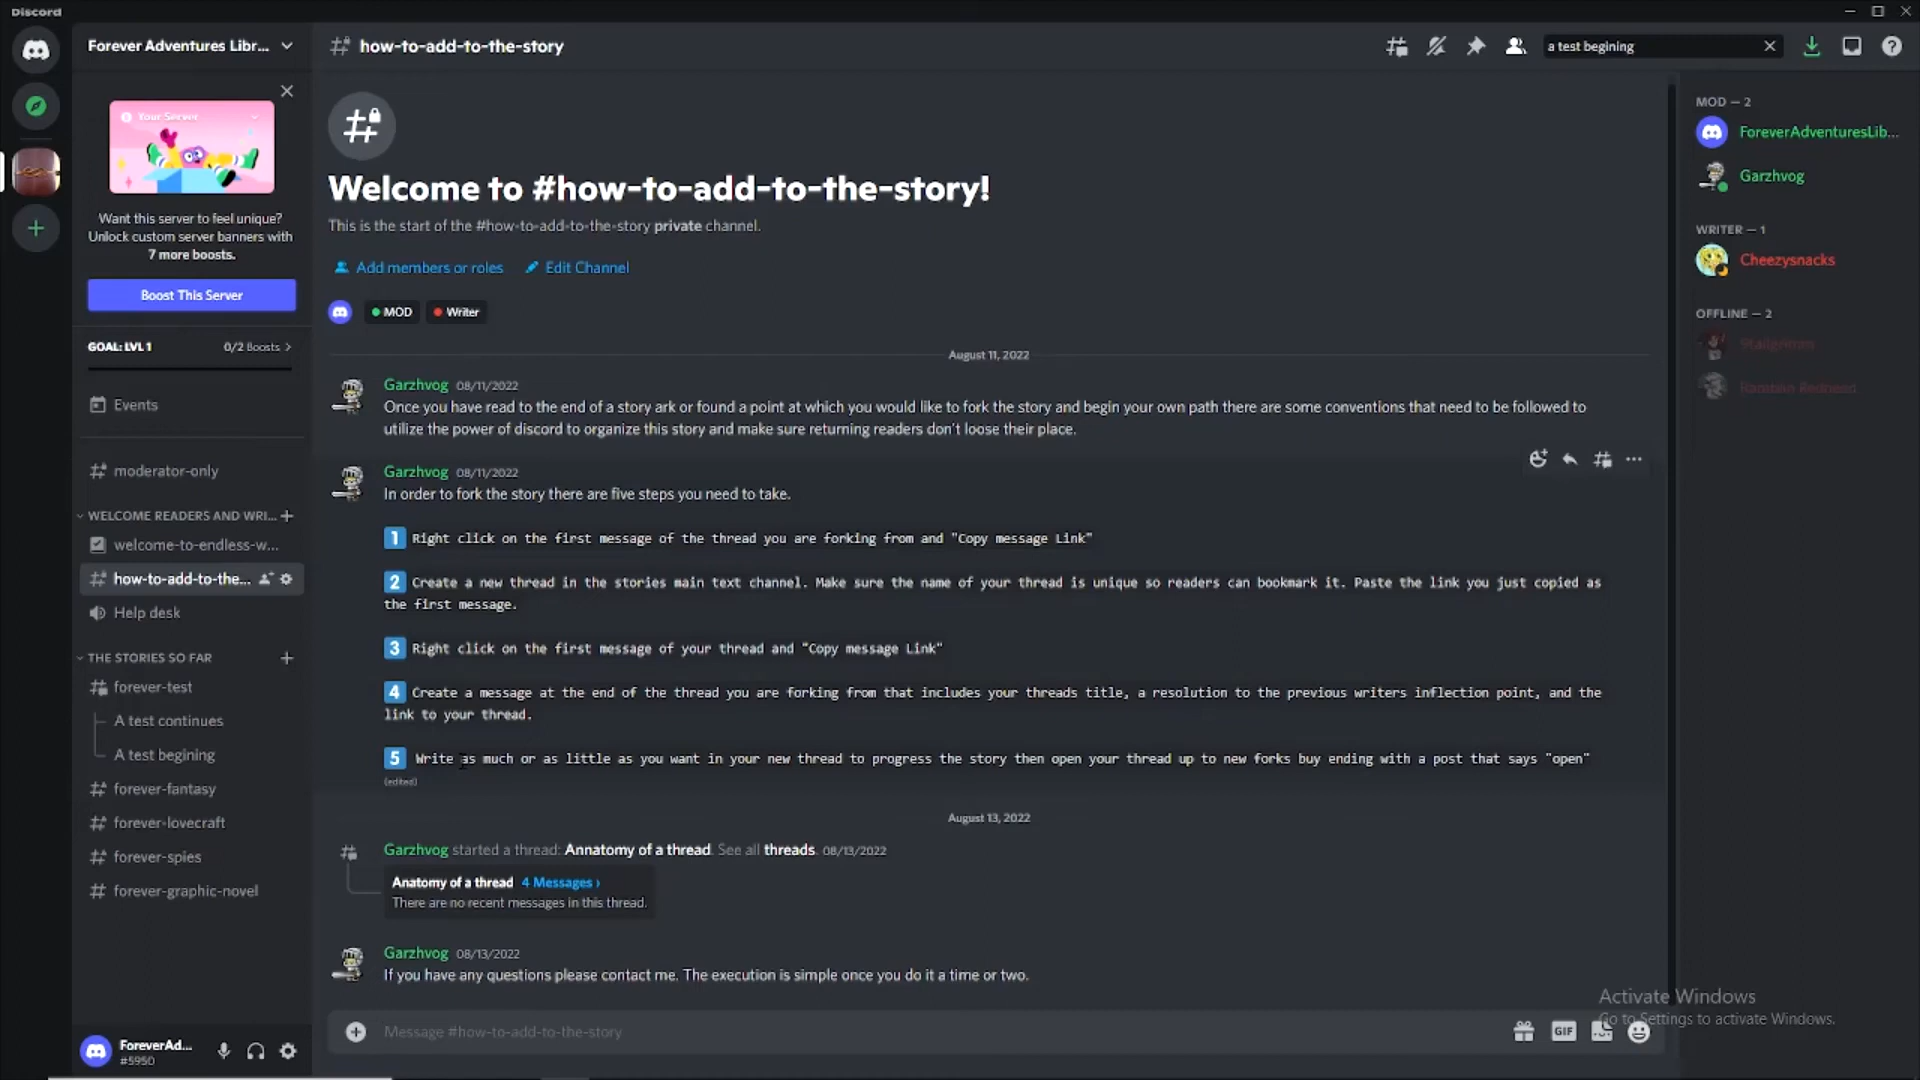 Discord
Forever Adventures Libr...
how-to-add-to-the-story
a test begining
Your Server
Want this server to feel unique?
Unlock custom server banners with
7 more boosts.
Boost This Server
GOAL: LVL 1 0/2 Boosts >
Events
moderator-only
WELCOME READERS AND WRI...
welcome-to-endless-w...
how-to-add-to-the...
Help desk
THE STORIES SO FAR
forever-test
A test continues
A test begining
forever-fantasy
forever-lovecraft
forever-spies
forever-graphic-novel
ForeverAd...
#5950
Welcome to #how-to-add-to-the-story!
This is the start of the #how-to-add-to-the-story private channel.
Add members or roles Edit Channel
MOD Writer
August 11, 2022
Garzhvog 08/11/2022
Once you have read to the end of a story ark or found a point at which you would like to fork the story and begin your own path there are some conventions that need to be followed to
utilize the power of discord to organize this story and make sure returning readers don't loose their place.
Garzhvog 08/11/2022
In order to fork the story there are five steps you need to take.
1 Right click on the first message of the thread you are forking from and "Copy message Link"
2 Create a new thread in the stories main text channel. Make sure the name of your thread is unique so readers can bookmark it. Paste the link you just copied as
the first message.
3 Right click on the first message of your thread and "Copy message Link"
4 Create a message at the end of the thread you are forking from that includes your threads title, a resolution to the previous writers inflection point, and the
link to your thread.
5 Write as much or as little as you want in your new thread to progress the story then open your thread up to new forks buy ending with a post that says "open"
(edited)
August 13, 2022
Garzhvog started a thread: Annatomy of a thread. See all threads. 08/13/2022
Anatomy of a thread 4 Messages ›
There are no recent messages in this thread.
Garzhvog 08/13/2022
If you have any questions please contact me. The execution is simple once you do it a time or two.
Message #how-to-add-to-the-story
GIF
MOD — 2
ForeverAdventuresLib...
Garzhvog
WRITER — 1
Cheezysnacks
OFFLINE — 2
Activate Windows
Go to Settings to activate Windows.